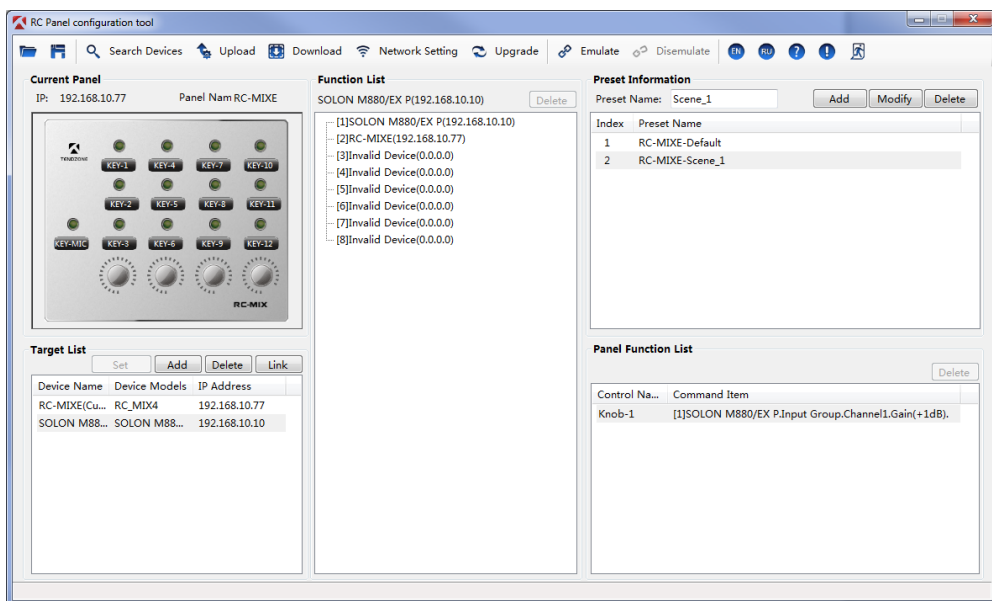 RC Panel configuration tool
Search Devices Upload Download Network Setting Upgrade Emulate Disemulate EN RU ? !
Current Panel
IP: 192.168.10.77 Panel Nam RC-MIXE
TENDZONE
KEY-1 KEY-4 KEY-7 KEY-10
KEY-2 KEY-5 KEY-8 KEY-11
KEY-MIC KEY-3 KEY-6 KEY-9 KEY-12
RC-MIX
Target List
Set Add Delete Link
Device Name Device Models IP Address
RC-MIXE(Cu... RC_MIX4 192.168.10.77
SOLON M88... SOLON M88... 192.168.10.10
Function List
SOLON M880/EX P(192.168.10.10) Delete
[1]SOLON M880/EX P(192.168.10.10)
[2]RC-MIXE(192.168.10.77)
[3]Invalid Device(0.0.0.0)
[4]Invalid Device(0.0.0.0)
[5]Invalid Device(0.0.0.0)
[6]Invalid Device(0.0.0.0)
[7]Invalid Device(0.0.0.0)
[8]Invalid Device(0.0.0.0)
Preset Information
Preset Name: Scene_1 Add Modify Delete
Index Preset Name
1 RC-MIXE-Default
2 RC-MIXE-Scene_1
Panel Function List
Delete
Control Na... Command Item
Knob-1 [1]SOLON M880/EX P.Input Group.Channel1.Gain(+1dB).